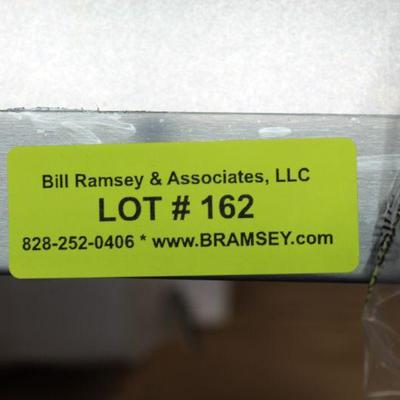 Bill Ramsey & Associates, LLC
LOT # 162
828-252-0406 * www.BRAMSEY.com